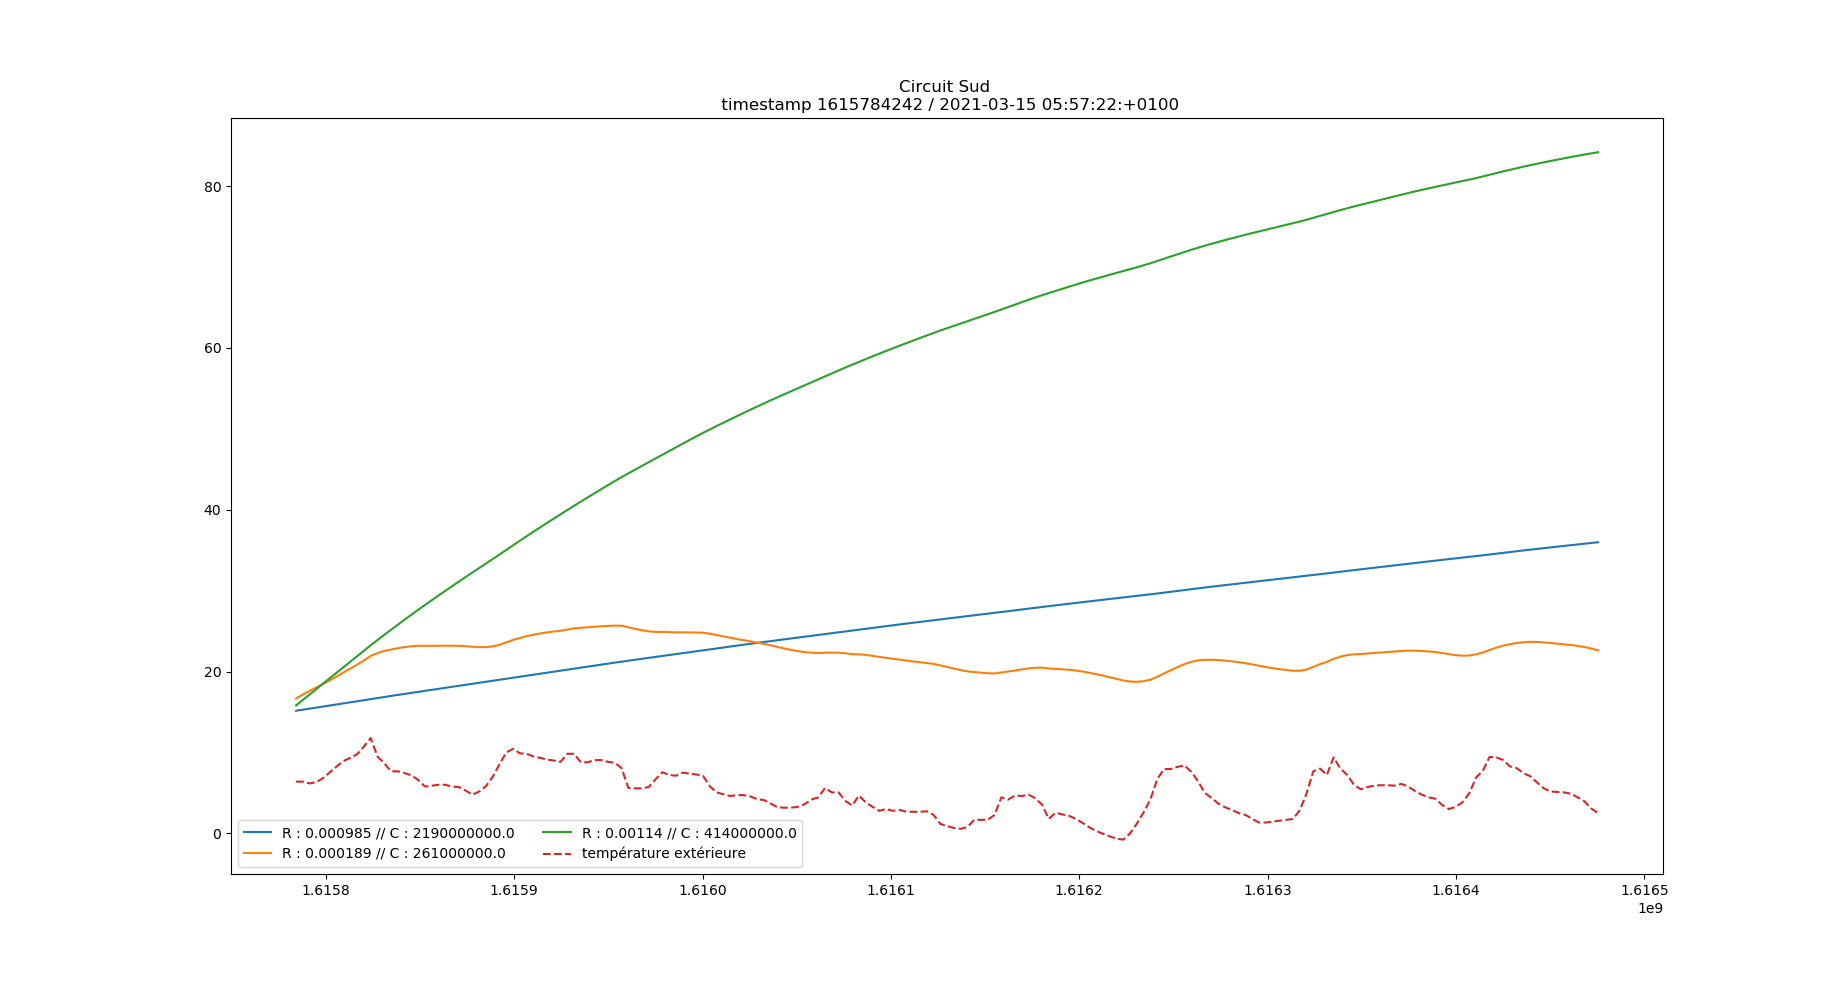 Circuit Sud
timestamp 1615784242 / 2021-03-15 05:57:22:+0100
80
60
40
20
0
R : 0.000985 // C : 2190000000.0
R : 0.000189 // C : 261000000.0
R : 0.00114 // C : 414000000.0
température extérieure
1.6158 1.6159 1.6160 1.6161 1.6162 1.6163 1.6164 1.6165
1e9